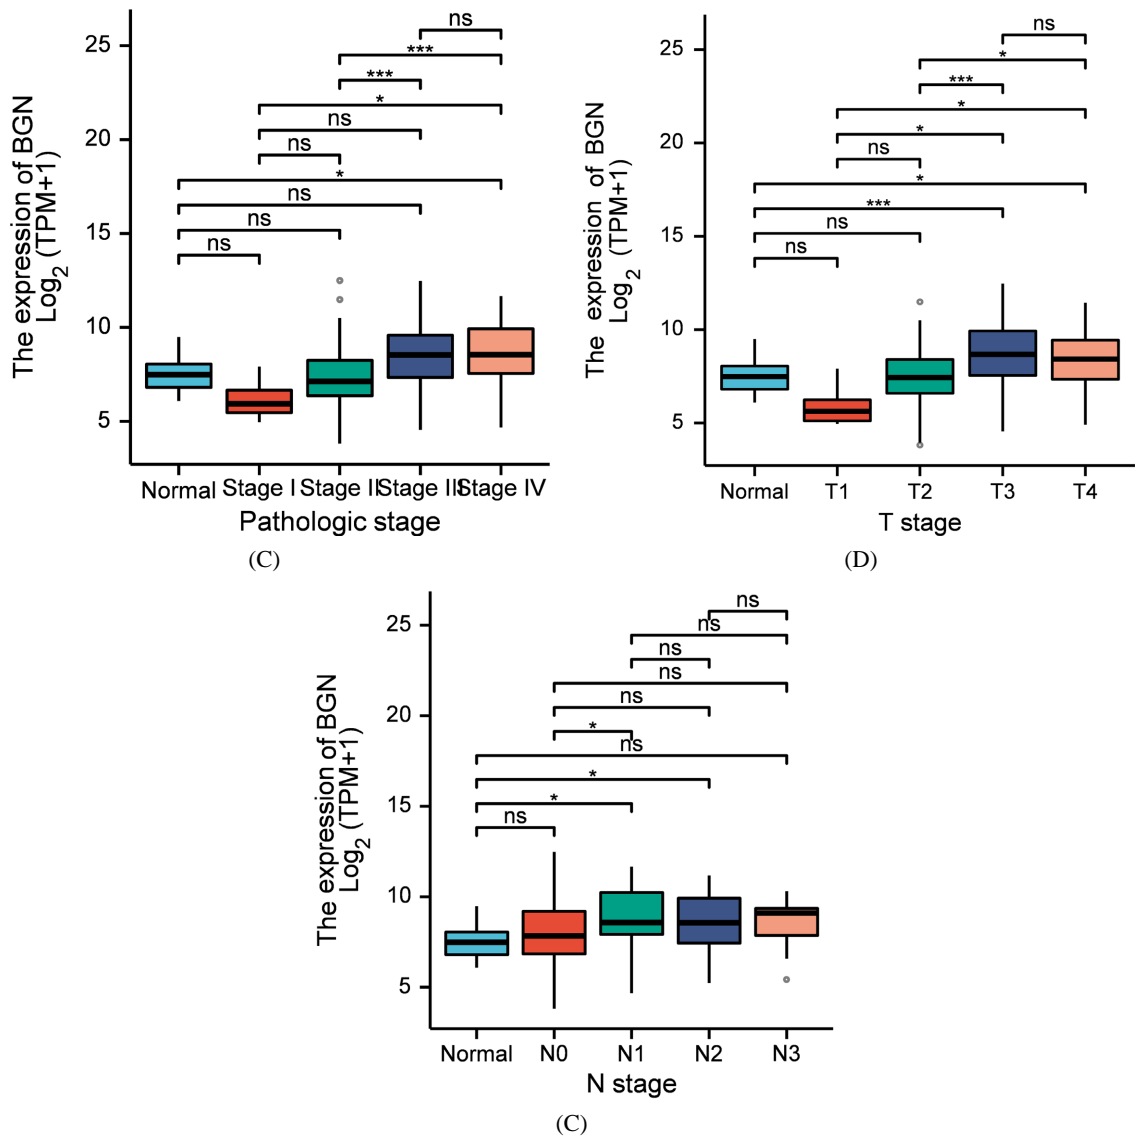 The expression of BGN
Log2 (TPM+1)
25
20
15
10
5
ns
***
***
*
ns
ns
*
ns
ns
ns
Normal Stage I Stage II Stage III Stage IV
Pathologic stage
(C)
The expression of BGN
Log2 (TPM+1)
25
20
15
10
5
ns
*
***
*
*
ns
*
***
ns
ns
Normal T1 T2 T3 T4
T stage
(D)
The expression of BGN
Log2 (TPM+1)
25
20
15
10
5
ns
ns
ns
ns
ns
*
ns
*
*
ns
Normal N0 N1 N2 N3
N stage
(C)